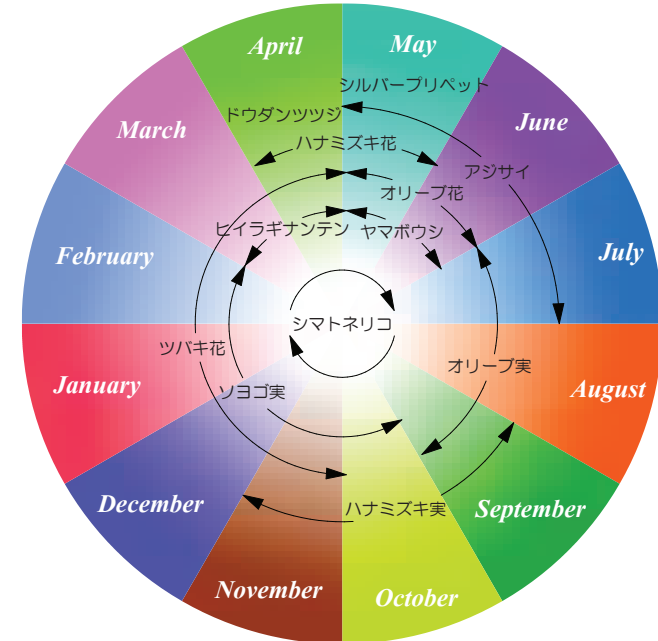 April
May
シルバープリペット
ドウダンツツジ
March
June
ハナミズキ花
アジサイ
オリーブ花
ヒイラギナンテン
ヤマボウシ
February
July
シマトネリコ
ツバキ花
オリーブ実
January
ソヨゴ実
August
December
ハナミズキ実
September
November
October